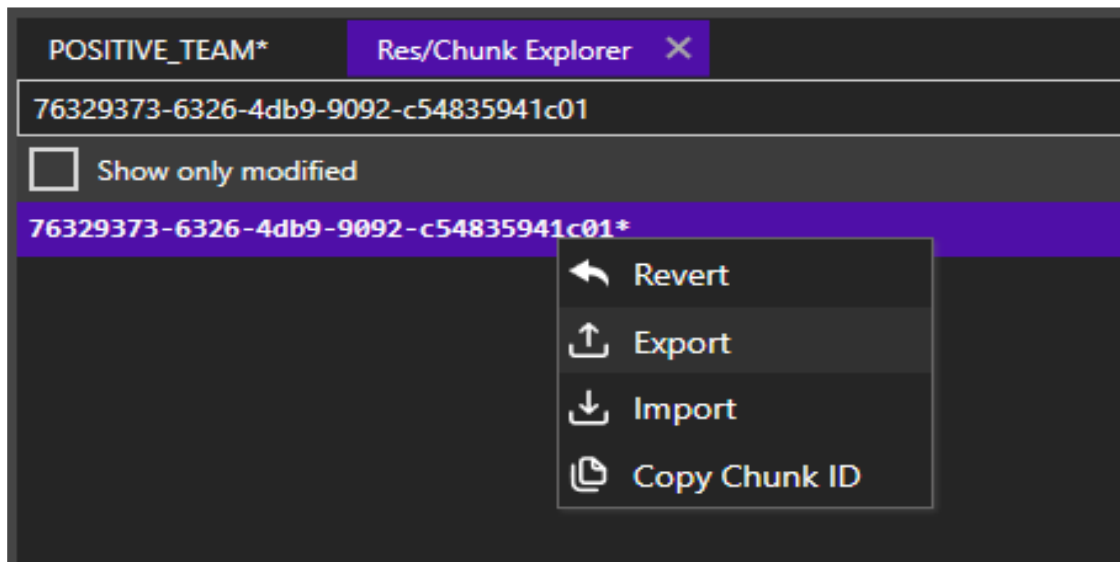 POSITIVE_TEAM* Res/Chunk Explorer
76329373-6326-4db9-9092-c54835941c01
Show only modified
76329373-6326-4db9-9092-c54835941c01*
Revert
Export
Import
Copy Chunk ID